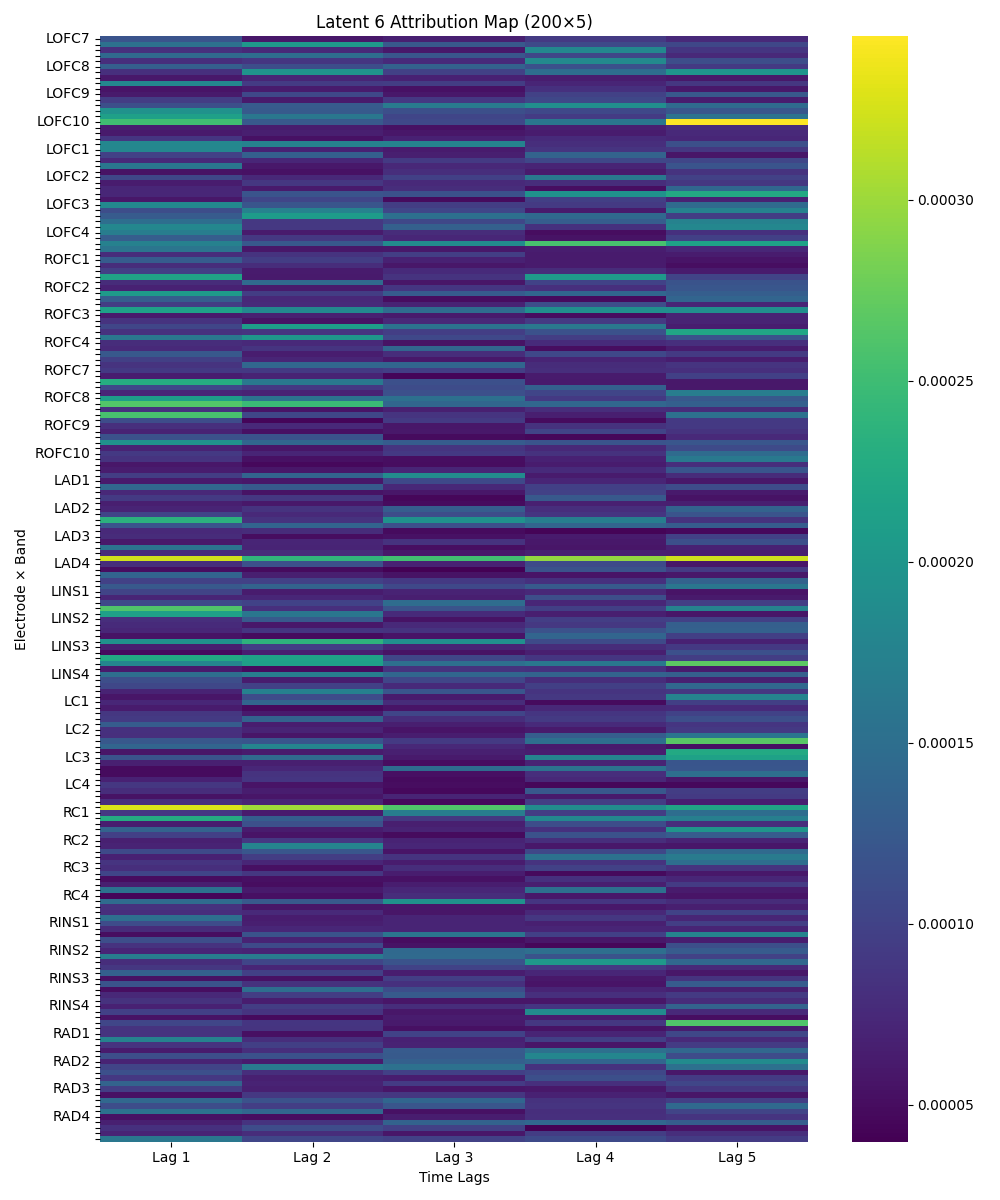 Latent 6 Attribution Map (200×5)
LOFC7
LOFC8
LOFC9
LOFC10
LOFC1
LOFC2
LOFC3
LOFC4
ROFC1
ROFC2
ROFC3
ROFC4
ROFC7
ROFC8
ROFC9
ROFC10
LAD1
LAD2
LAD3
LAD4
LINS1
LINS2
LINS3
LINS4
LC1
LC2
LC3
LC4
RC1
RC2
RC3
RC4
RINS1
RINS2
RINS3
RINS4
RAD1
RAD2
RAD3
RAD4
Electrode × Band
Lag 1 Lag 2 Lag 3 Lag 4 Lag 5
Time Lags
0.00030
0.00025
0.00020
0.00015
0.00010
0.00005